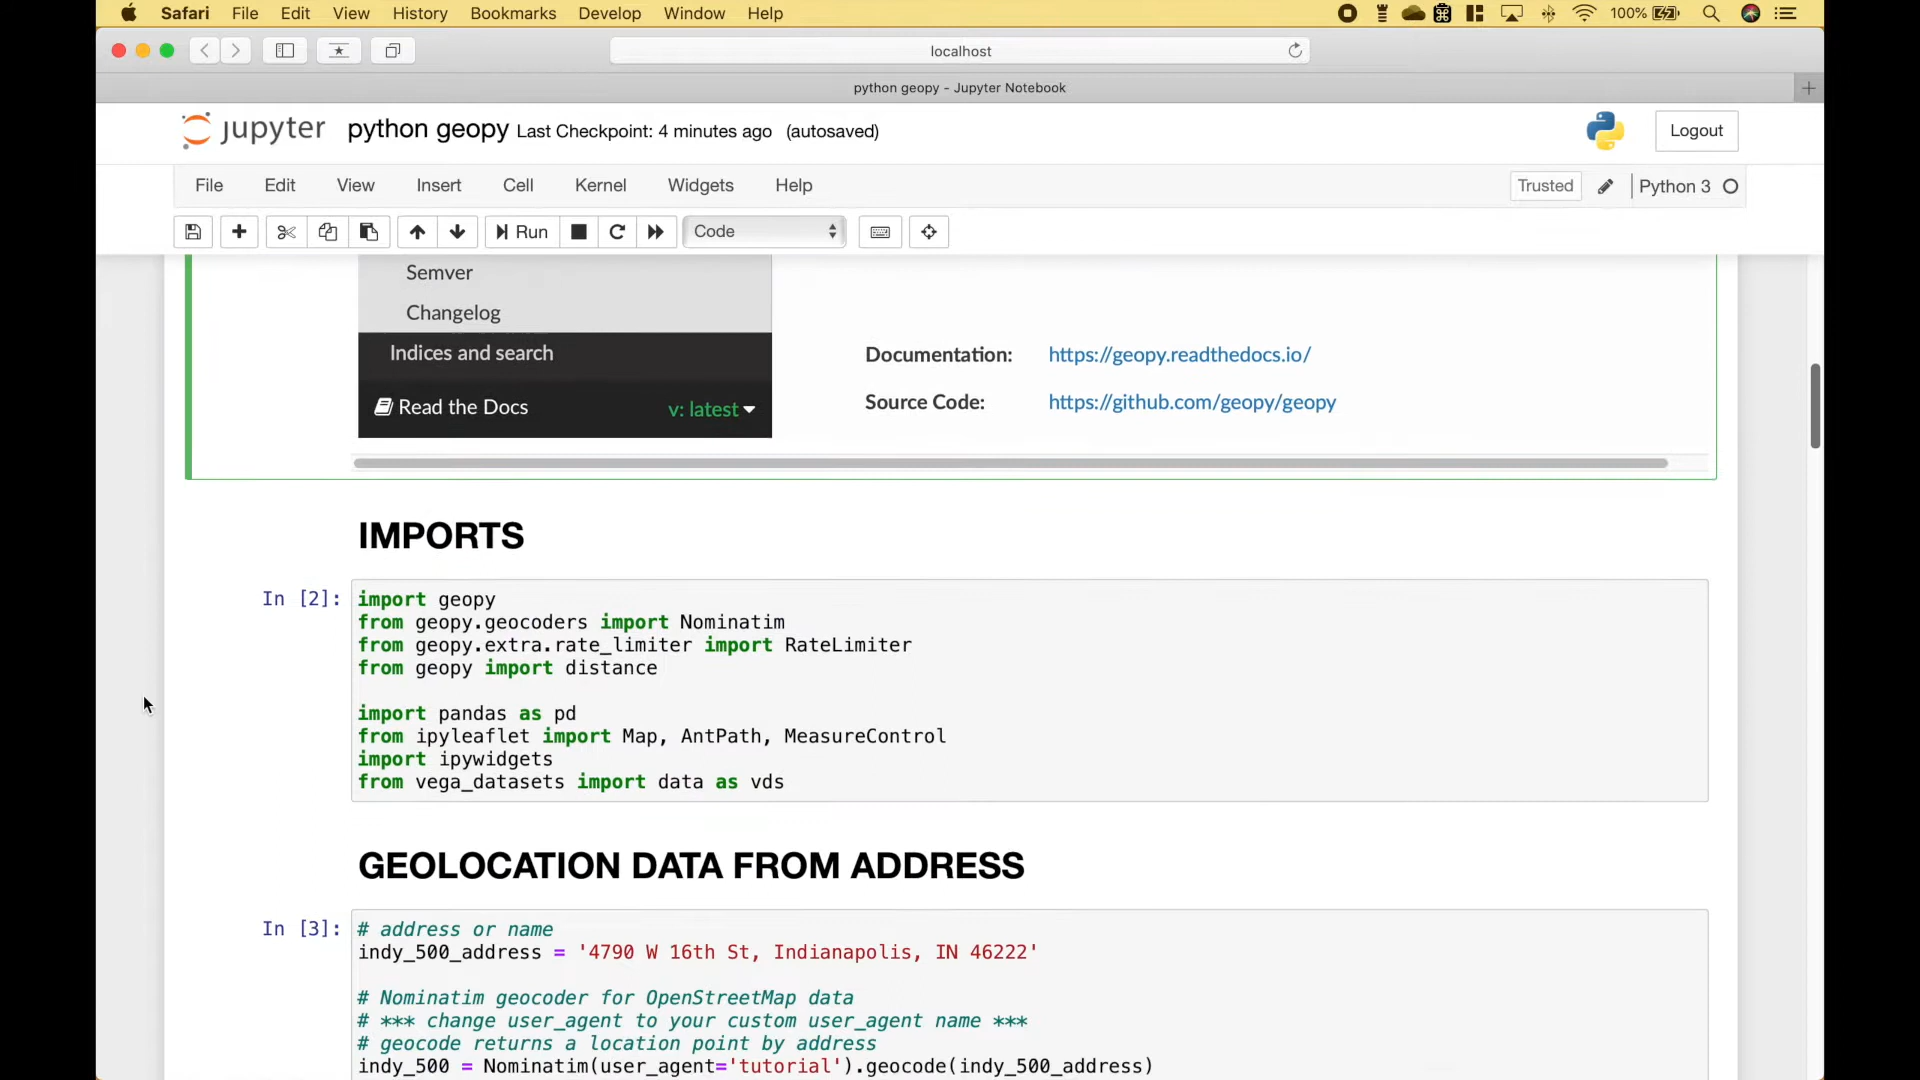 Safari File Edit View History Bookmarks Develop Window Help 100%
localhost
python geopy - Jupyter Notebook
jupyter python geopy Last Checkpoint: 4 minutes ago (autosaved) Logout
File Edit View Insert Cell Kernel Widgets Help Trusted Python 3
Run Code
Semver
Changelog
Indices and search
Documentation: https://geopy.readthedocs.io/
Read the Docs v: latest
Source Code: https://github.com/geopy/geopy
IMPORTS
In [2]: import geopy
from geopy.geocoders import Nominatim
from geopy.extra.rate_limiter import RateLimiter
from geopy import distance
import pandas as pd
from ipyleaflet import Map, AntPath, MeasureControl
import ipywidgets
from vega_datasets import data as vds
GEOLOCATION DATA FROM ADDRESS
In [3]: # address or name
indy_500_address = '4790 W 16th St, Indianapolis, IN 46222'
# Nominatim geocoder for OpenStreetMap data
# *** change user_agent to your custom user_agent name ***
# geocode returns a location point by address
indy_500 = Nominatim(user_agent='tutorial').geocode(indy_500_address)